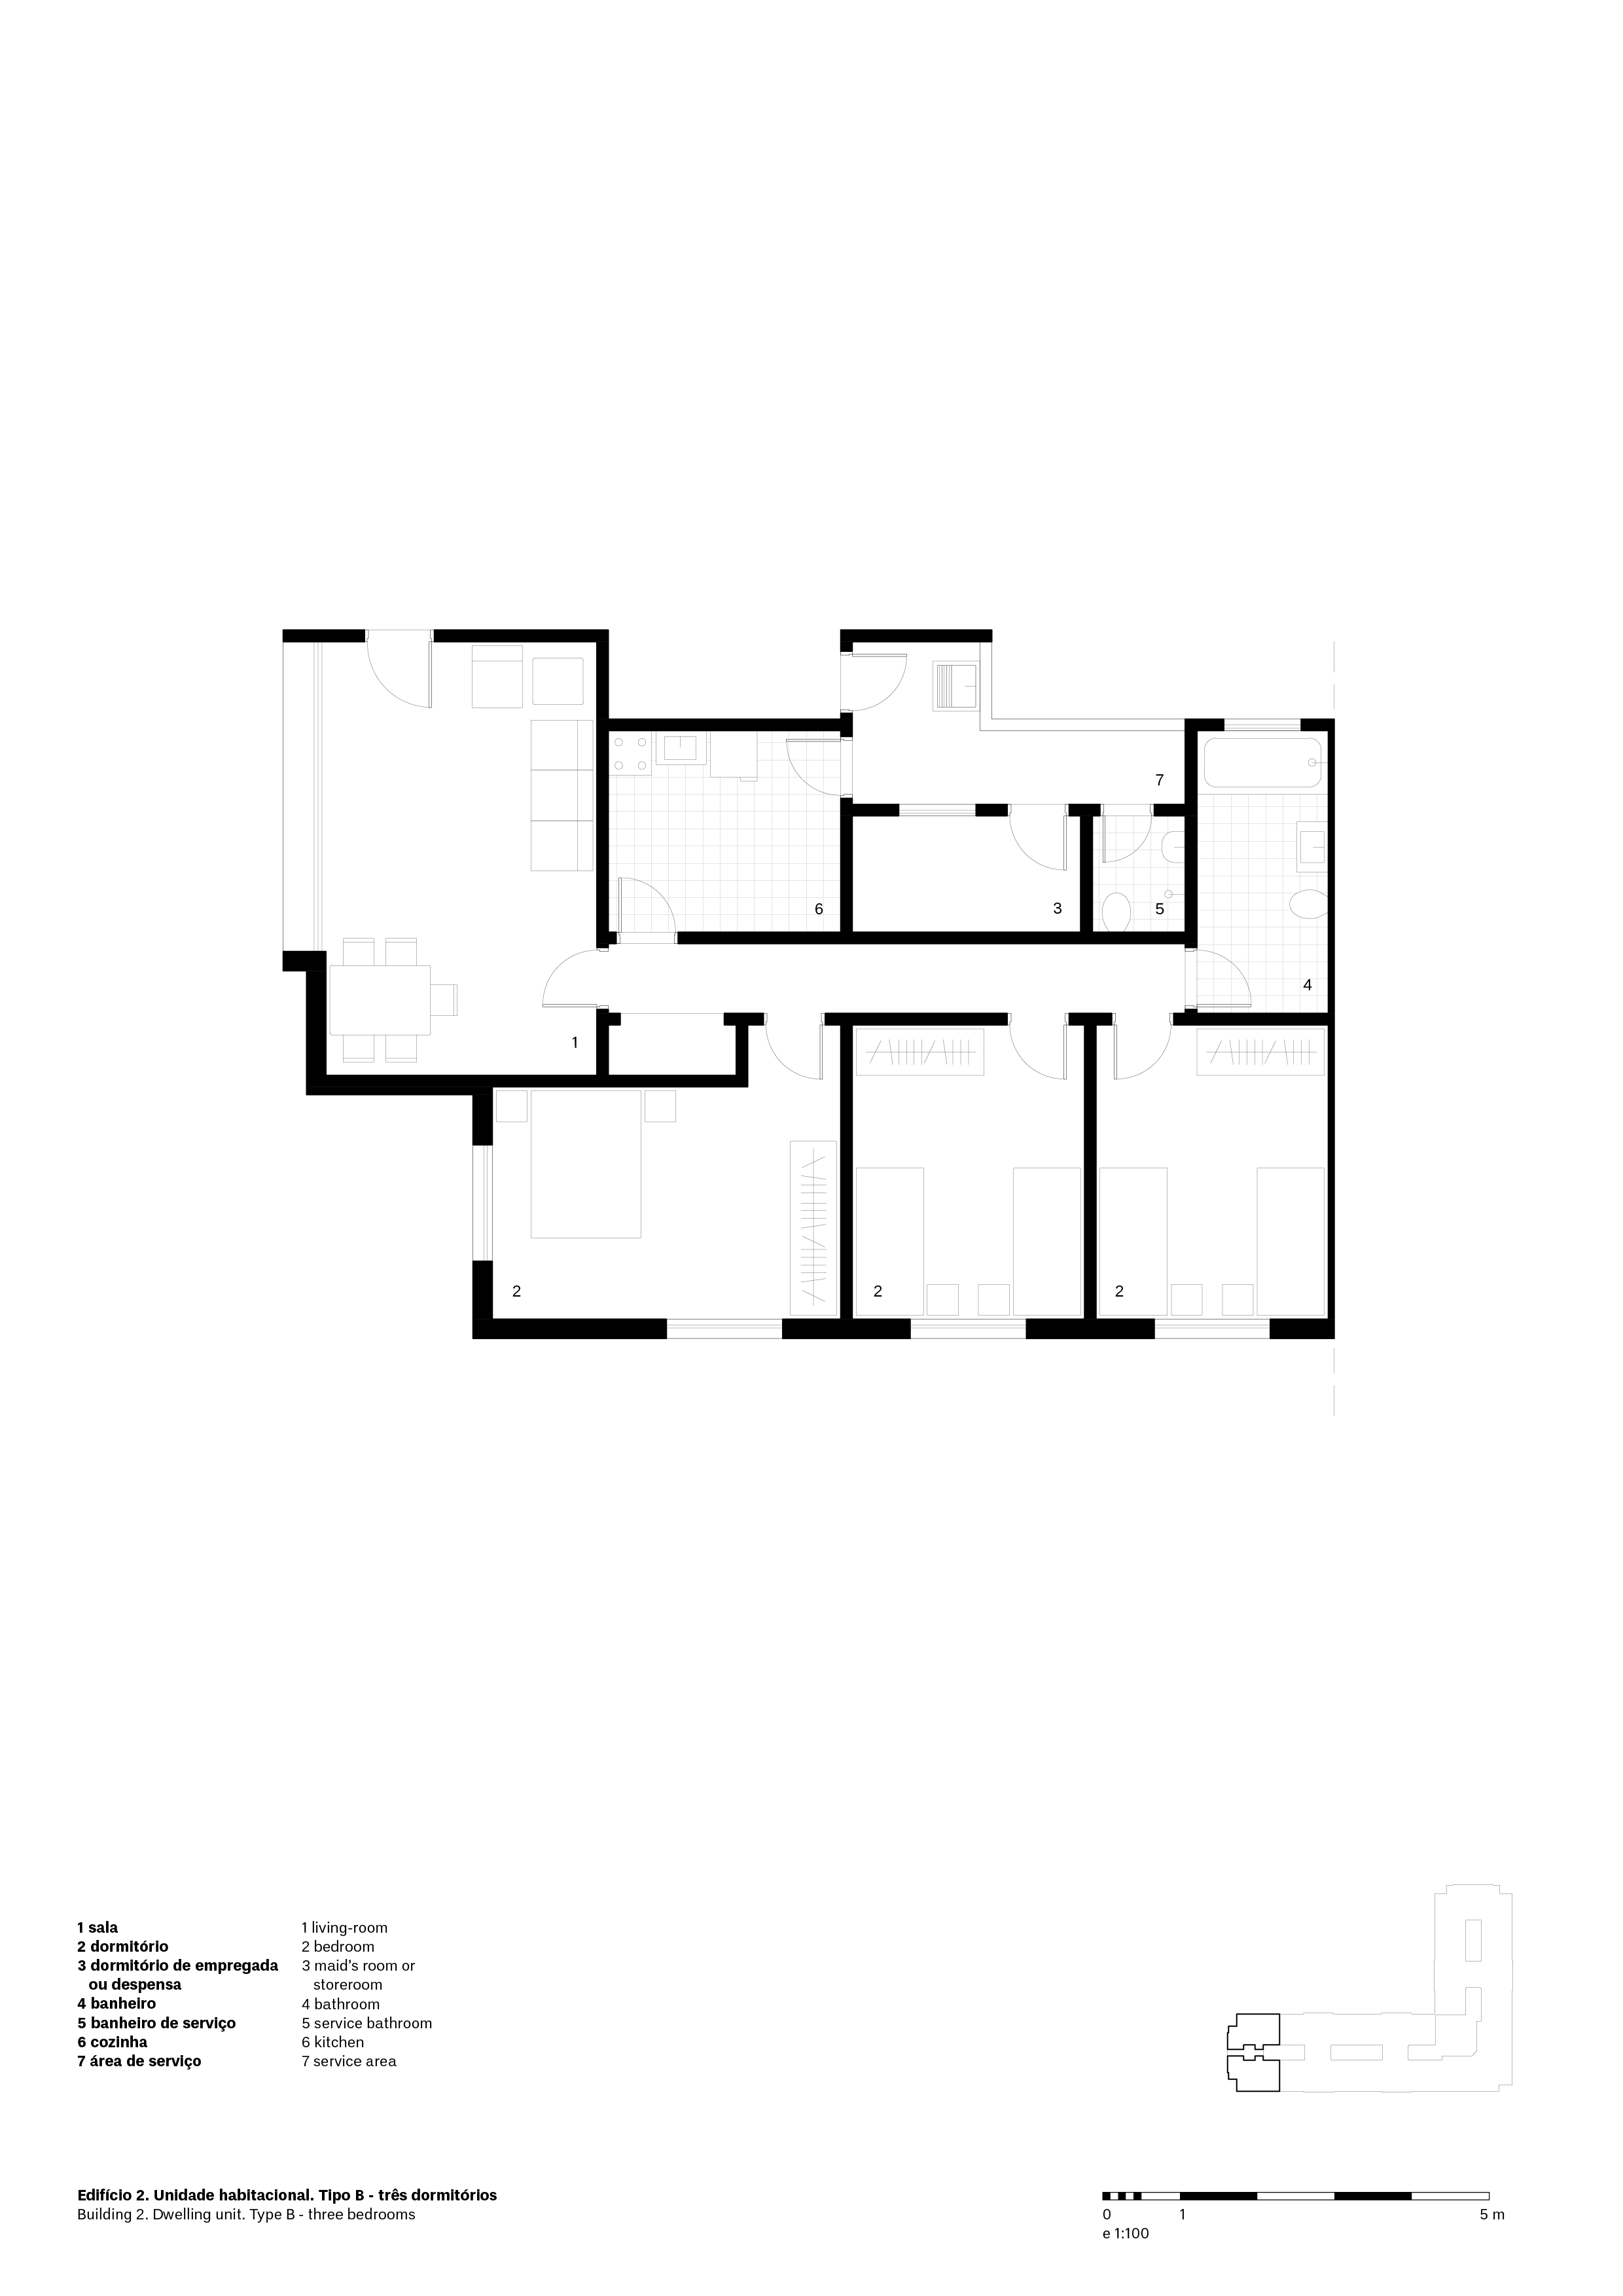 7
6
3
5
4
1
2
2
2
1 sala
2 dormitório
3 dormitório de empregada
ou despensa
4 banheiro
5 banheiro de serviço
6 cozinha
7 área de serviço
1 living-room
2 bedroom
3 maid's room or
storeroom
4 bathroom
5 service bathroom
6 kitchen
7 service area
Edifício 2. Unidade habitacional. Tipo B - três dormitórios
Building 2. Dwelling unit. Type B - three bedrooms
0 1 5 m
e 1:100